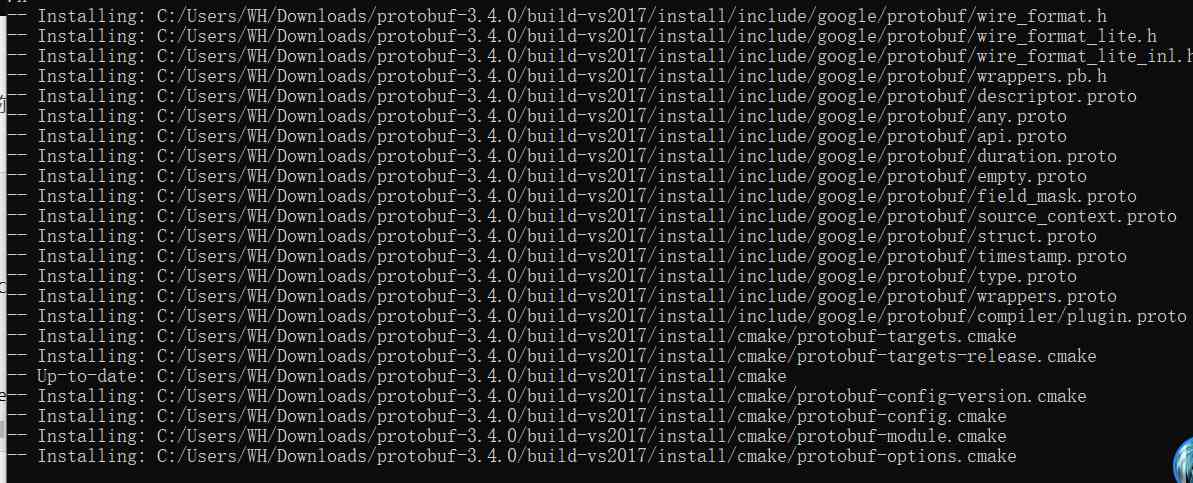 -- Installing: C:/Users/WH/Downloads/protobuf-3.4.0/build-vs2017/install/include/google/protobuf/wire_format.h
-- Installing: C:/Users/WH/Downloads/protobuf-3.4.0/build-vs2017/install/include/google/protobuf/wire_format_lite.h
-- Installing: C:/Users/WH/Downloads/protobuf-3.4.0/build-vs2017/install/include/google/protobuf/wire_format_lite_inl.h
-- Installing: C:/Users/WH/Downloads/protobuf-3.4.0/build-vs2017/install/include/google/protobuf/wrappers.pb.h
-- Installing: C:/Users/WH/Downloads/protobuf-3.4.0/build-vs2017/install/include/google/protobuf/descriptor.proto
-- Installing: C:/Users/WH/Downloads/protobuf-3.4.0/build-vs2017/install/include/google/protobuf/any.proto
-- Installing: C:/Users/WH/Downloads/protobuf-3.4.0/build-vs2017/install/include/google/protobuf/api.proto
-- Installing: C:/Users/WH/Downloads/protobuf-3.4.0/build-vs2017/install/include/google/protobuf/duration.proto
-- Installing: C:/Users/WH/Downloads/protobuf-3.4.0/build-vs2017/install/include/google/protobuf/empty.proto
-- Installing: C:/Users/WH/Downloads/protobuf-3.4.0/build-vs2017/install/include/google/protobuf/field_mask.proto
-- Installing: C:/Users/WH/Downloads/protobuf-3.4.0/build-vs2017/install/include/google/protobuf/source_context.proto
-- Installing: C:/Users/WH/Downloads/protobuf-3.4.0/build-vs2017/install/include/google/protobuf/struct.proto
-- Installing: C:/Users/WH/Downloads/protobuf-3.4.0/build-vs2017/install/include/google/protobuf/timestamp.proto
-- Installing: C:/Users/WH/Downloads/protobuf-3.4.0/build-vs2017/install/include/google/protobuf/type.proto
-- Installing: C:/Users/WH/Downloads/protobuf-3.4.0/build-vs2017/install/include/google/protobuf/wrappers.proto
-- Installing: C:/Users/WH/Downloads/protobuf-3.4.0/build-vs2017/install/include/google/protobuf/compiler/plugin.proto
-- Installing: C:/Users/WH/Downloads/protobuf-3.4.0/build-vs2017/install/cmake/protobuf-targets.cmake
-- Installing: C:/Users/WH/Downloads/protobuf-3.4.0/build-vs2017/install/cmake/protobuf-targets-release.cmake
-- Up-to-date: C:/Users/WH/Downloads/protobuf-3.4.0/build-vs2017/install/cmake
-- Installing: C:/Users/WH/Downloads/protobuf-3.4.0/build-vs2017/install/cmake/protobuf-config-version.cmake
-- Installing: C:/Users/WH/Downloads/protobuf-3.4.0/build-vs2017/install/cmake/protobuf-config.cmake
-- Installing: C:/Users/WH/Downloads/protobuf-3.4.0/build-vs2017/install/cmake/protobuf-module.cmake
-- Installing: C:/Users/WH/Downloads/protobuf-3.4.0/build-vs2017/install/cmake/protobuf-options.cmake